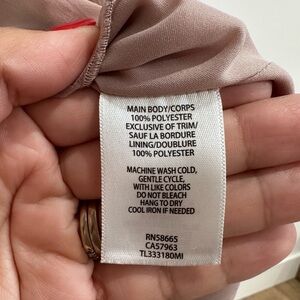 MAIN BODY/CORPS
100% POLYESTER
EXCLUSIVE OF TRIM/
SAUF LA BORDURE
LINING/DOUBLURE
100% POLYESTER
MACHINE WASH COLD,
GENTLE CYCLE,
WITH LIKE COLORS
DO NOT BLEACH
HANG TO DRY
COOL IRON IF NEEDED
RN58665
CA57963
TL333180MI